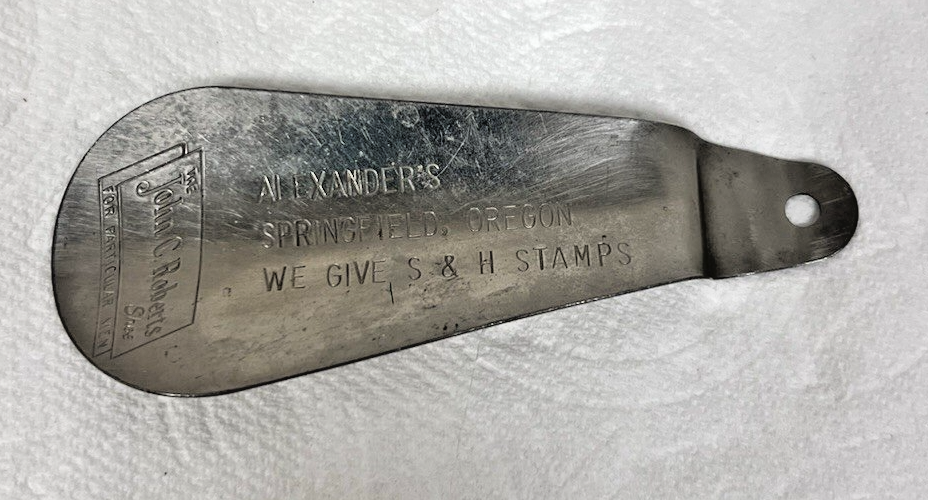 ALEXANDER'S
SPRINGFIELD, OREGON
WE GIVE S & H STAMPS
THE
John C. Roberts
Shoe
FOR PARTICULAR MEN